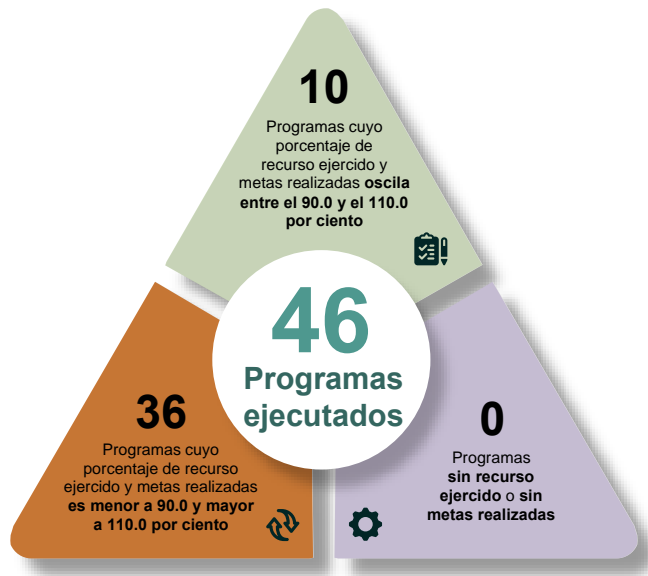 10
Programas cuyo
porcentaje de
recurso ejercido y
metas realizadas oscila
entre el 90.0 y el 110.0
por ciento
46
Programas
ejecutados
36
Programas cuyo
porcentaje de recurso
ejercido y metas realizadas
es menor a 90.0 y mayor
a 110.0 por ciento
0
Programas
sin recurso
ejercido o sin
metas realizadas